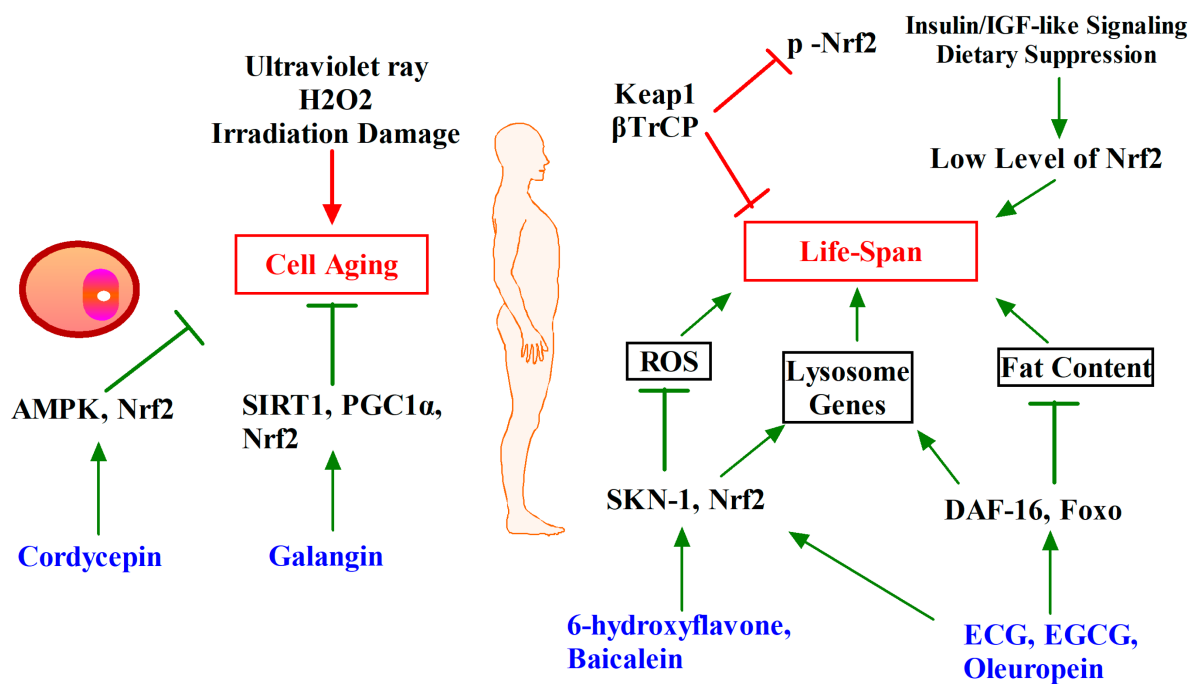 Ultraviolet ray
H2O2
Irradiation Damage
Cell Aging
AMPK, Nrf2
SIRT1, PGC1α,
Nrf2
Cordycepin
Galangin
p -Nrf2
Keap1
βTrCP
Insulin/IGF-like Signaling
Dietary Suppression
Low Level of Nrf2
Life-Span
ROS
Lysosome
Genes
Fat Content
SKN-1, Nrf2
DAF-16, Foxo
6-hydroxyflavone,
Baicalein
ECG, EGCG,
Oleuropein